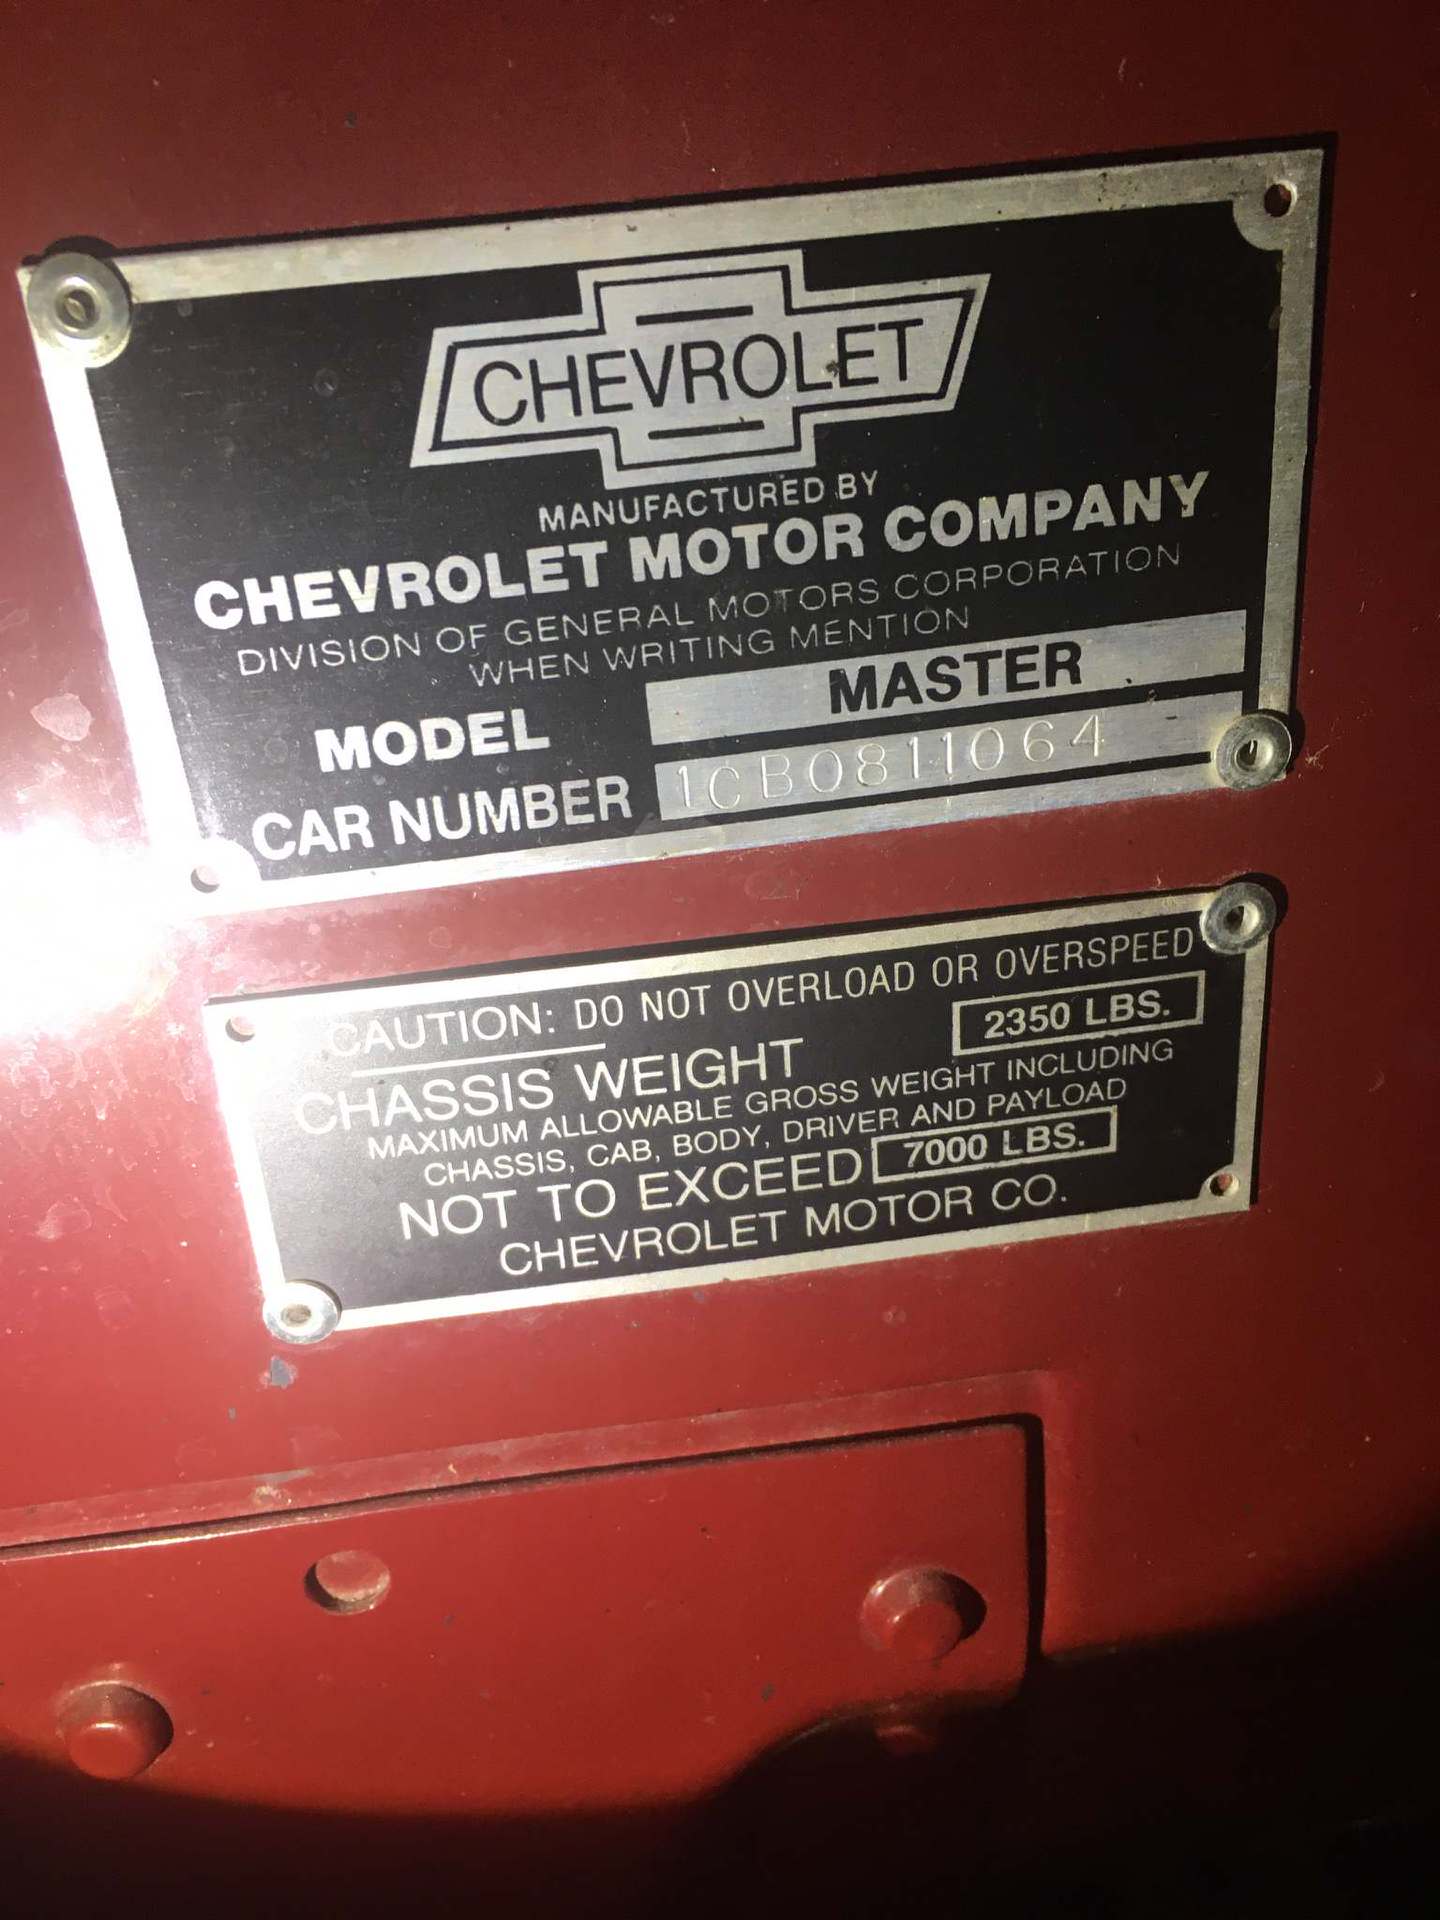 CHEVROLET
MANUFACTURED BY
CHEVROLET MOTOR COMPANY
DIVISION OF GENERAL MOTORS CORPORATION
WHEN WRITING MENTION
MODEL MASTER
CAR NUMBER 1CB0811064
CAUTION: DO NOT OVERLOAD OR OVERSPEED
CHASSIS WEIGHT 2350 LBS.
MAXIMUM ALLOWABLE GROSS WEIGHT INCLUDING
CHASSIS, CAB, BODY, DRIVER AND PAYLOAD
NOT TO EXCEED 7000 LBS.
CHEVROLET MOTOR CO.